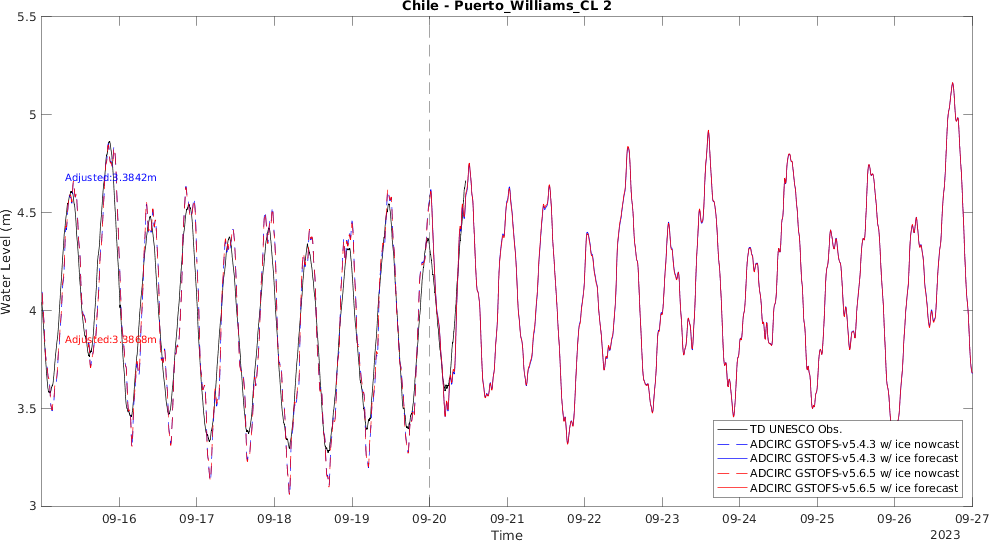 Chile - Puerto_Williams_CL 2
5.5
5
4.5
4
3.5
3
Water Level (m)
Adjusted:3.3842m
Adjusted:3.3868m
TD UNESCO Obs.
ADCIRC GSTOFS-v5.4.3 w/ ice nowcast
ADCIRC GSTOFS-v5.4.3 w/ ice forecast
ADCIRC GSTOFS-v5.6.5 w/ ice nowcast
ADCIRC GSTOFS-v5.6.5 w/ ice forecast
09-16 09-17 09-18 09-19 09-20 09-21 09-22 09-23 09-24 09-25 09-26 09-27
Time
2023